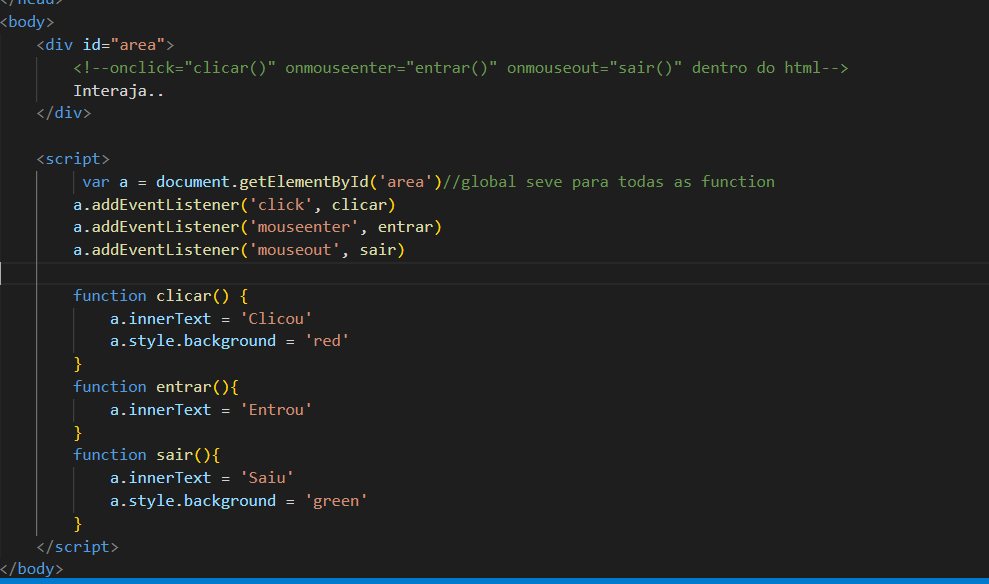 </head>
<body>
<div id="area">
<!--onclick="clicar()" onmouseenter="entrar()" onmouseout="sair()" dentro do html-->
Interaja..
</div>
<script>
var a = document.getElementById('area')//global seve para todas as function
a.addEventListener('click', clicar)
a.addEventListener('mouseenter', entrar)
a.addEventListener('mouseout', sair)
function clicar() {
a.innerText = 'Clicou'
a.style.background = 'red'
}
function entrar(){
a.innerText = 'Entrou'
}
function sair(){
a.innerText = 'Saiu'
a.style.background = 'green'
}
</script>
</body>